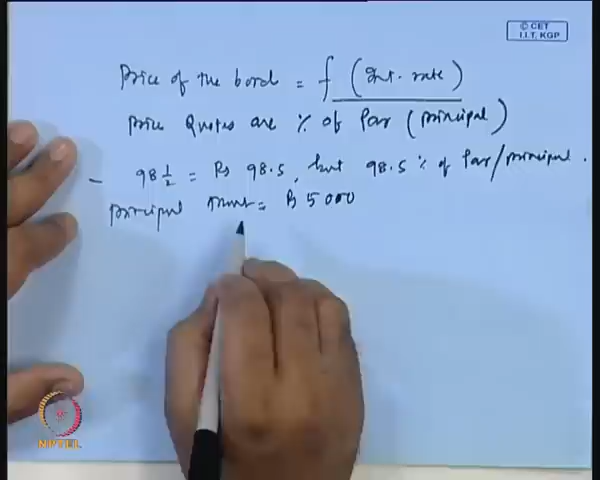 © CET
I.I.T. KGP
Price of the bond = f (Int. rate)
Price Quotes are % of Par (principal)
- 98 1/2 = Rs 98.5, but 98.5 % of Par/principal.
principal = Rs 5000
NPTEL